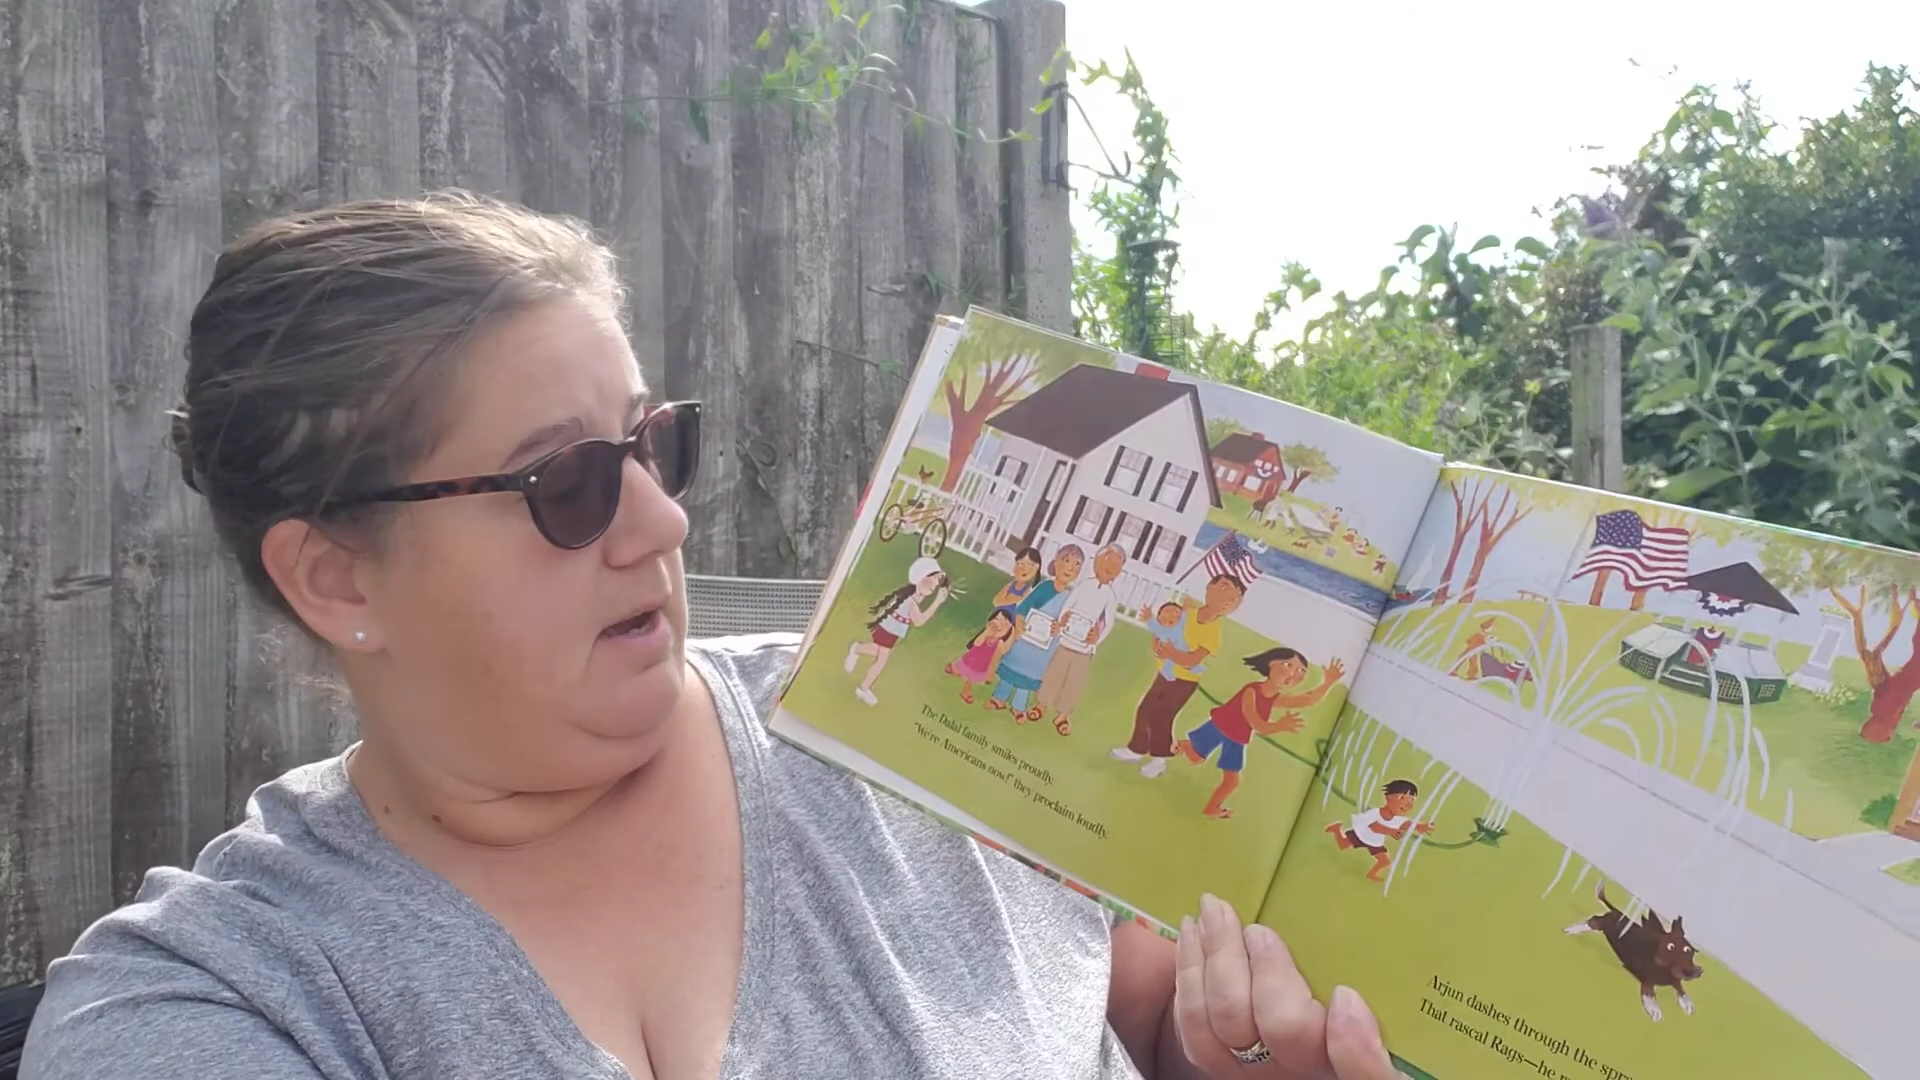 The Dalal family smiles proudly.
"We're Americans now!" they proclaim loudly.
Arjun dashes through the
That rascal Rags—he